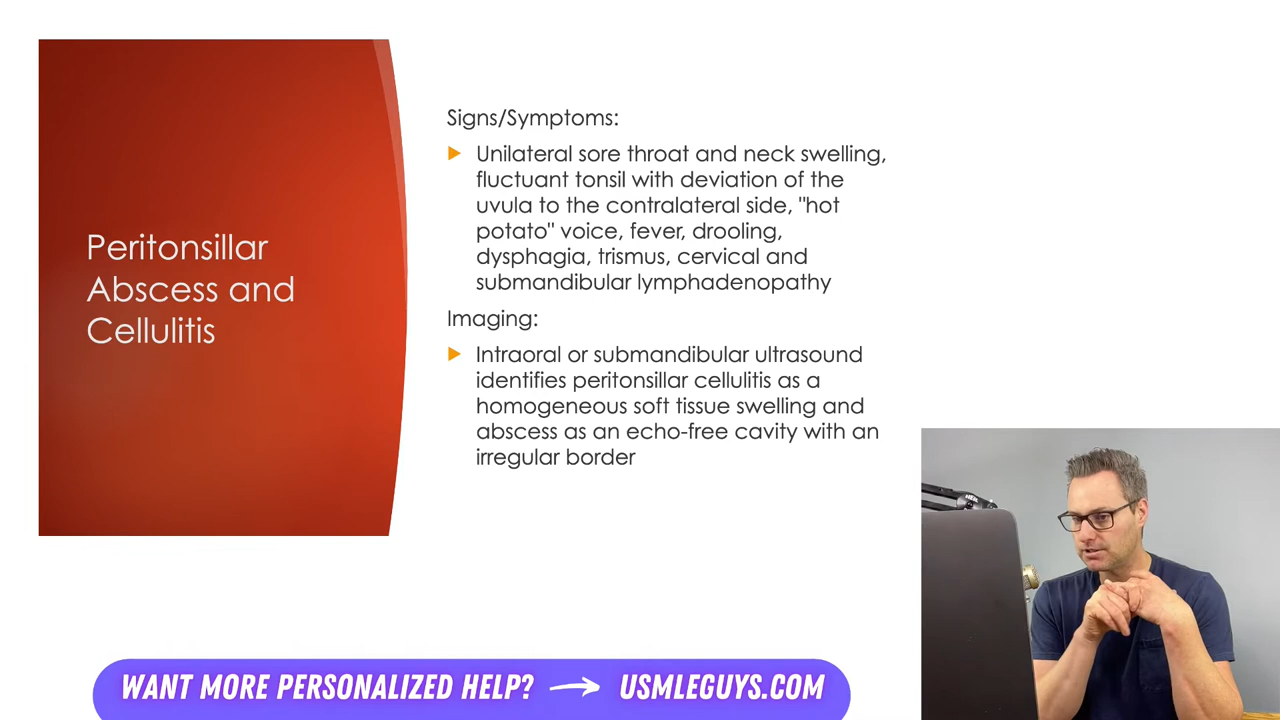 Peritonsillar
Abscess and
Cellulitis
Signs/Symptoms:
Unilateral sore throat and neck swelling,
fluctuant tonsil with deviation of the
uvula to the contralateral side, "hot
potato" voice, fever, drooling,
dysphagia, trismus, cervical and
submandibular lymphadenopathy
Imaging:
Intraoral or submandibular ultrasound
identifies peritonsillar cellulitis as a
homogeneous soft tissue swelling and
abscess as an echo-free cavity with an
irregular border
WANT MORE PERSONALIZED HELP? → USMLEGUYS.COM